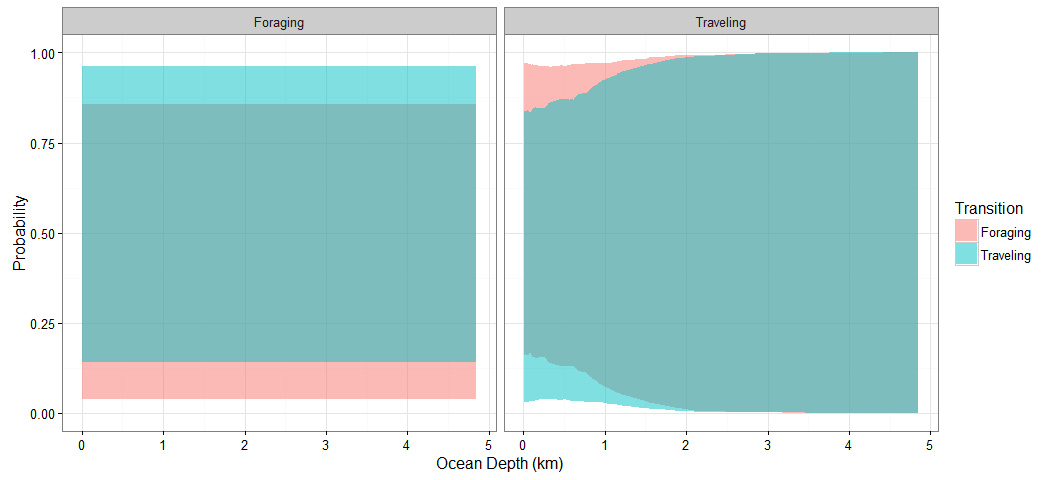 Foraging
Traveling
1.00
0.75
0.50
0.25
0.00
Probability
0 1 2 3 4 5
0 1 2 3 4 5
Ocean Depth (km)
Transition
Foraging
Traveling